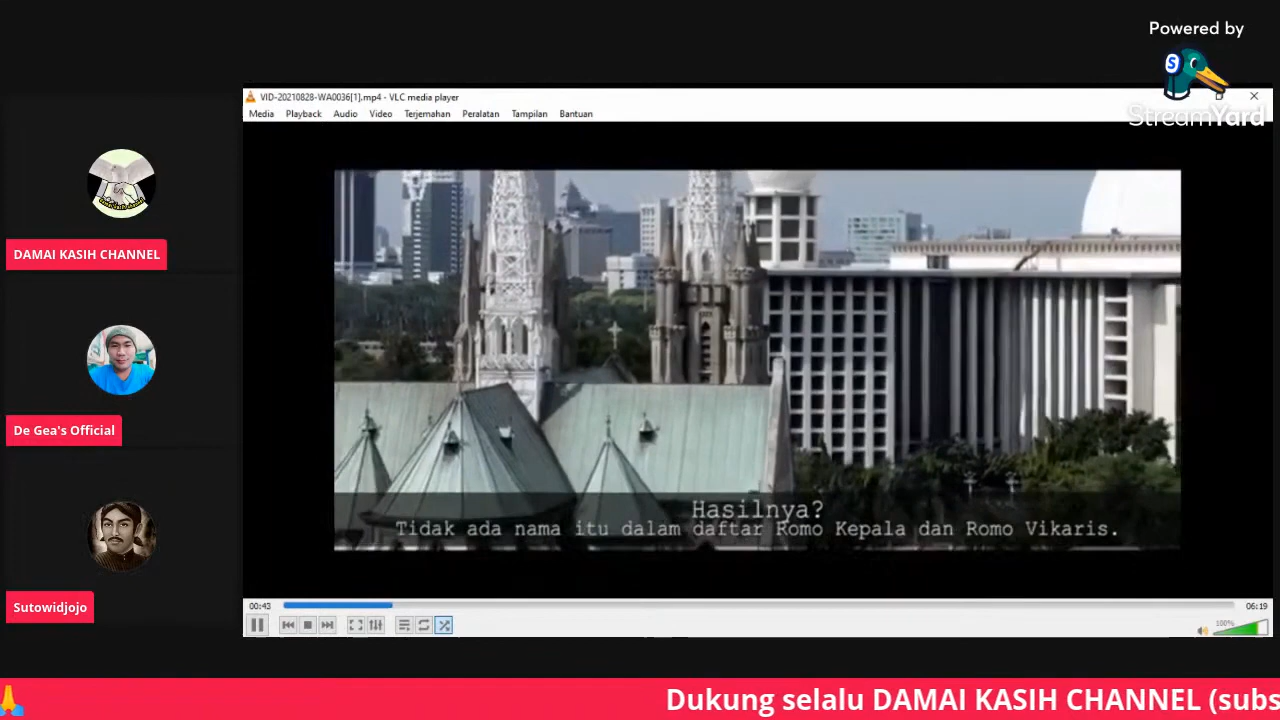 Powered by
StreamYard
VID-20210828-WA0036[1].mp4 - VLC media player
Media Playback Audio Video Terjemahan Peralatan Tampilan Bantuan
DAMAI KASIH CHANNEL
De Gea's Official
Sutowidjojo
Hasilnya?
Tidak ada nama itu dalam daftar Romo Kepala dan Romo Vikaris.
00:43
06:19
100%
Dukung selalu DAMAI KASIH CHANNEL (subs